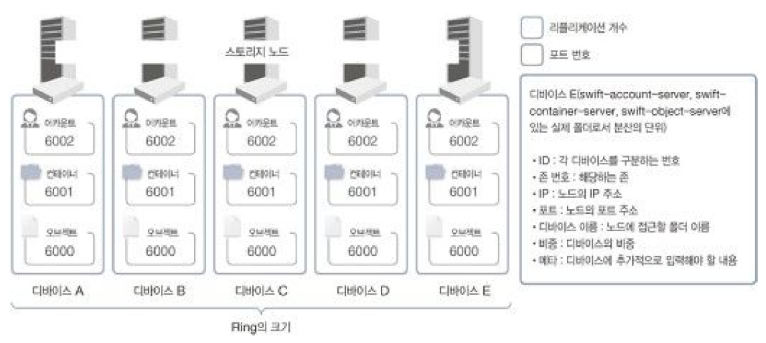 스토리지 노드
어카운트
6002
컨테이너
6001
오브젝트
6000
디바이스 A
어카운트
6002
컨테이너
6001
오브젝트
6000
디바이스 B
어카운트
6002
컨테이너
6001
오브젝트
6000
디바이스 C
어카운트
6002
컨테이너
6001
오브젝트
6000
디바이스 D
어카운트
6002
컨테이너
6001
오브젝트
6000
디바이스 E
Ring의 크기
리플리케이션 개수
포트 번호
디바이스 E(swift-account-server, swift-
container-server, swift-object-server에
있는 실제 폴더로서 분산의 단위)
• ID : 각 디바이스를 구분하는 번호
• 존 번호 : 해당하는 존
• IP : 노드의 IP 주소
• 포트 : 노드의 포트 주소
• 디바이스 이름 : 노드에 접근할 폴더 이름
• 비중 : 디바이스의 비중
• 메타 : 디바이스에 추가적으로 입력해야 할 내용